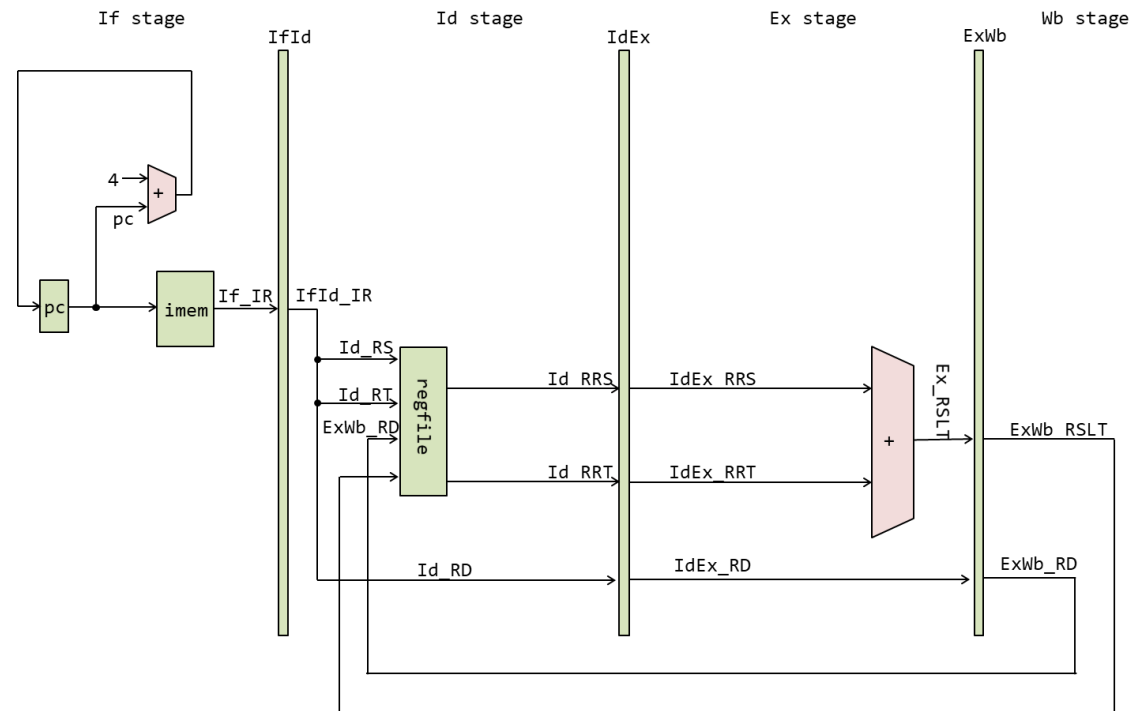 If stage
Id stage
Ex stage
Wb stage
IfId
IdEx
ExWb
4
+
pc
pc
imem
If_IR
IfId_IR
Id_RS
Id_RT
ExWb_RD
regfile
Id_RRS
IdEx_RRS
Id_RRT
IdEx_RRT
+
Ex_RSLT
ExWb_RSLT
Id_RD
IdEx_RD
ExWb_RD